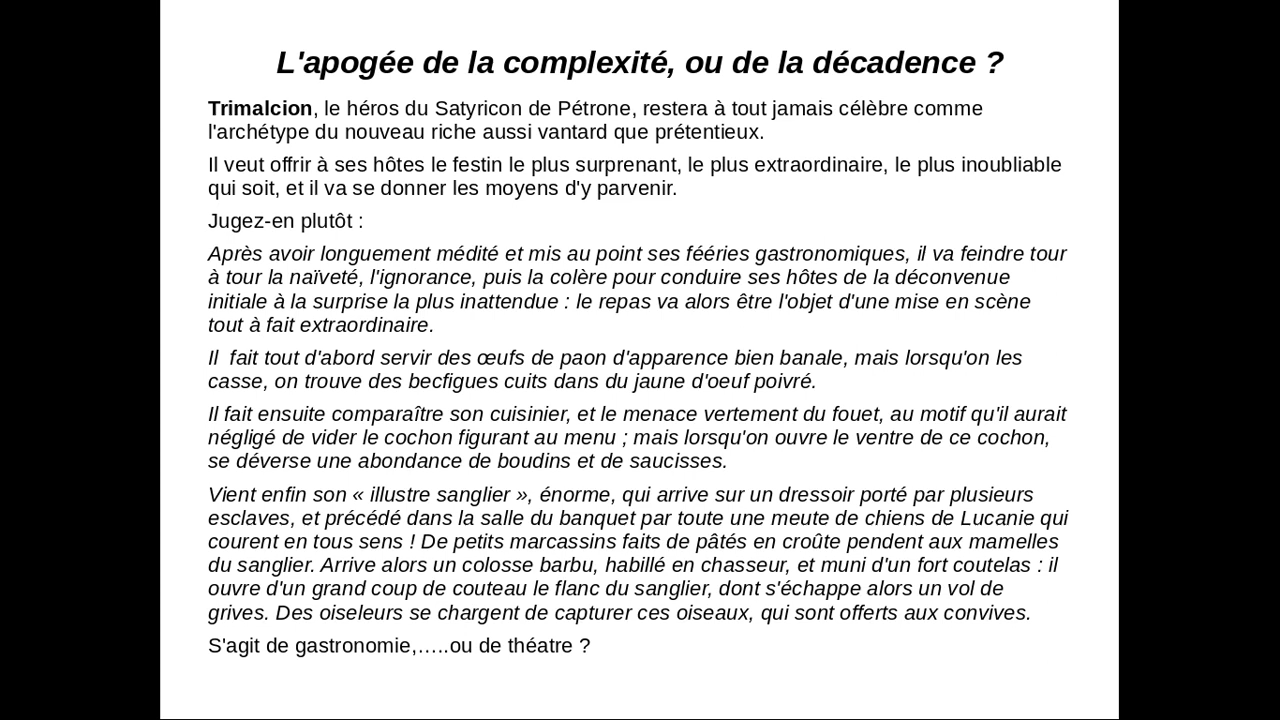 L'apogée de la complexité, ou de la décadence ?
Trimalcion, le héros du Satyricon de Pétrone, restera à tout jamais célèbre comme
l'archétype du nouveau riche aussi vantard que prétentieux.
Il veut offrir à ses hôtes le festin le plus surprenant, le plus extraordinaire, le plus inoubliable
qui soit, et il va se donner les moyens d'y parvenir.
Jugez-en plutôt :
Après avoir longuement médité et mis au point ses fééries gastronomiques, il va feindre tour
à tour la naïveté, l'ignorance, puis la colère pour conduire ses hôtes de la déconvenue
initiale à la surprise la plus inattendue : le repas va alors être l'objet d'une mise en scène
tout à fait extraordinaire.
Il  fait tout d'abord servir des œufs de paon d'apparence bien banale, mais lorsqu'on les
casse, on trouve des becfigues cuits dans du jaune d'oeuf poivré.
Il fait ensuite comparaître son cuisinier, et le menace vertement du fouet, au motif qu'il aurait
négligé de vider le cochon figurant au menu ; mais lorsqu'on ouvre le ventre de ce cochon,
se déverse une abondance de boudins et de saucisses.
Vient enfin son « illustre sanglier », énorme, qui arrive sur un dressoir porté par plusieurs
esclaves, et précédé dans la salle du banquet par toute une meute de chiens de Lucanie qui
courent en tous sens ! De petits marcassins faits de pâtés en croûte pendent aux mamelles
du sanglier. Arrive alors un colosse barbu, habillé en chasseur, et muni d'un fort coutelas : il
ouvre d'un grand coup de couteau le flanc du sanglier, dont s'échappe alors un vol de
grives. Des oiseleurs se chargent de capturer ces oiseaux, qui sont offerts aux convives.
S'agit de gastronomie,…..ou de théatre ?